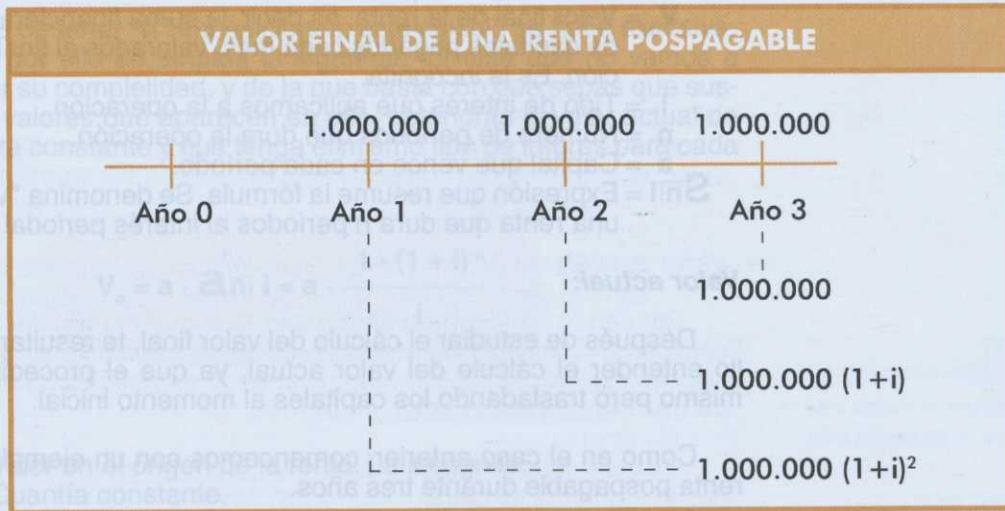 VALOR FINAL DE UNA RENTA POSPAGABLE
1.000.000 1.000.000 1.000.000
Año 0 Año 1 Año 2 Año 3
1.000.000
1.000.000 (1+i)
1.000.000 (1+i)²